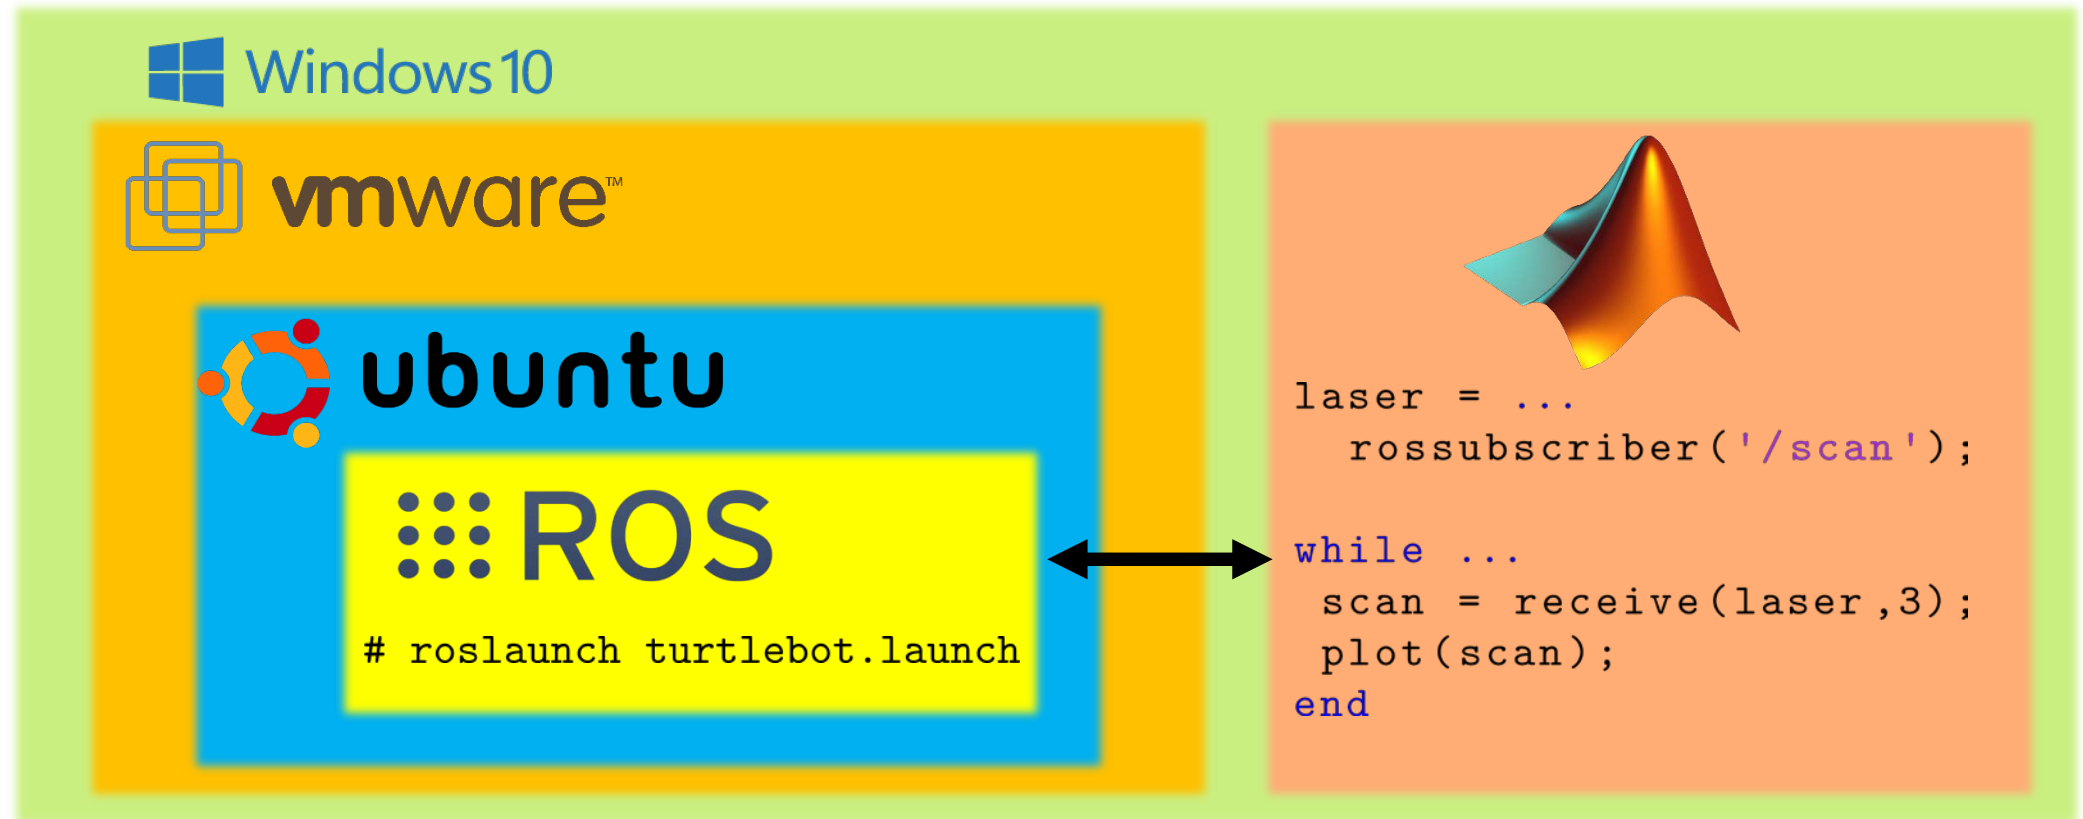 Windows 10
vmware™
ubuntu
ROS
# roslaunch turtlebot.launch
laser = ...
rossubscriber('/scan');
while ...
scan = receive(laser,3);
plot(scan);
end